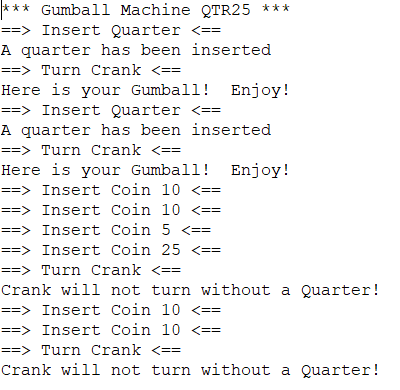 *** Gumball Machine QTR25 ***
==> Insert Quarter <==
A quarter has been inserted
==> Turn Crank <==
Here is your Gumball!  Enjoy!
==> Insert Quarter <==
A quarter has been inserted
==> Turn Crank <==
Here is your Gumball!  Enjoy!
==> Insert Coin 10 <==
==> Insert Coin 10 <==
==> Insert Coin 5 <==
==> Insert Coin 25 <==
==> Turn Crank <==
Crank will not turn without a Quarter!
==> Insert Coin 10 <==
==> Insert Coin 10 <==
==> Turn Crank <==
Crank will not turn without a Quarter!